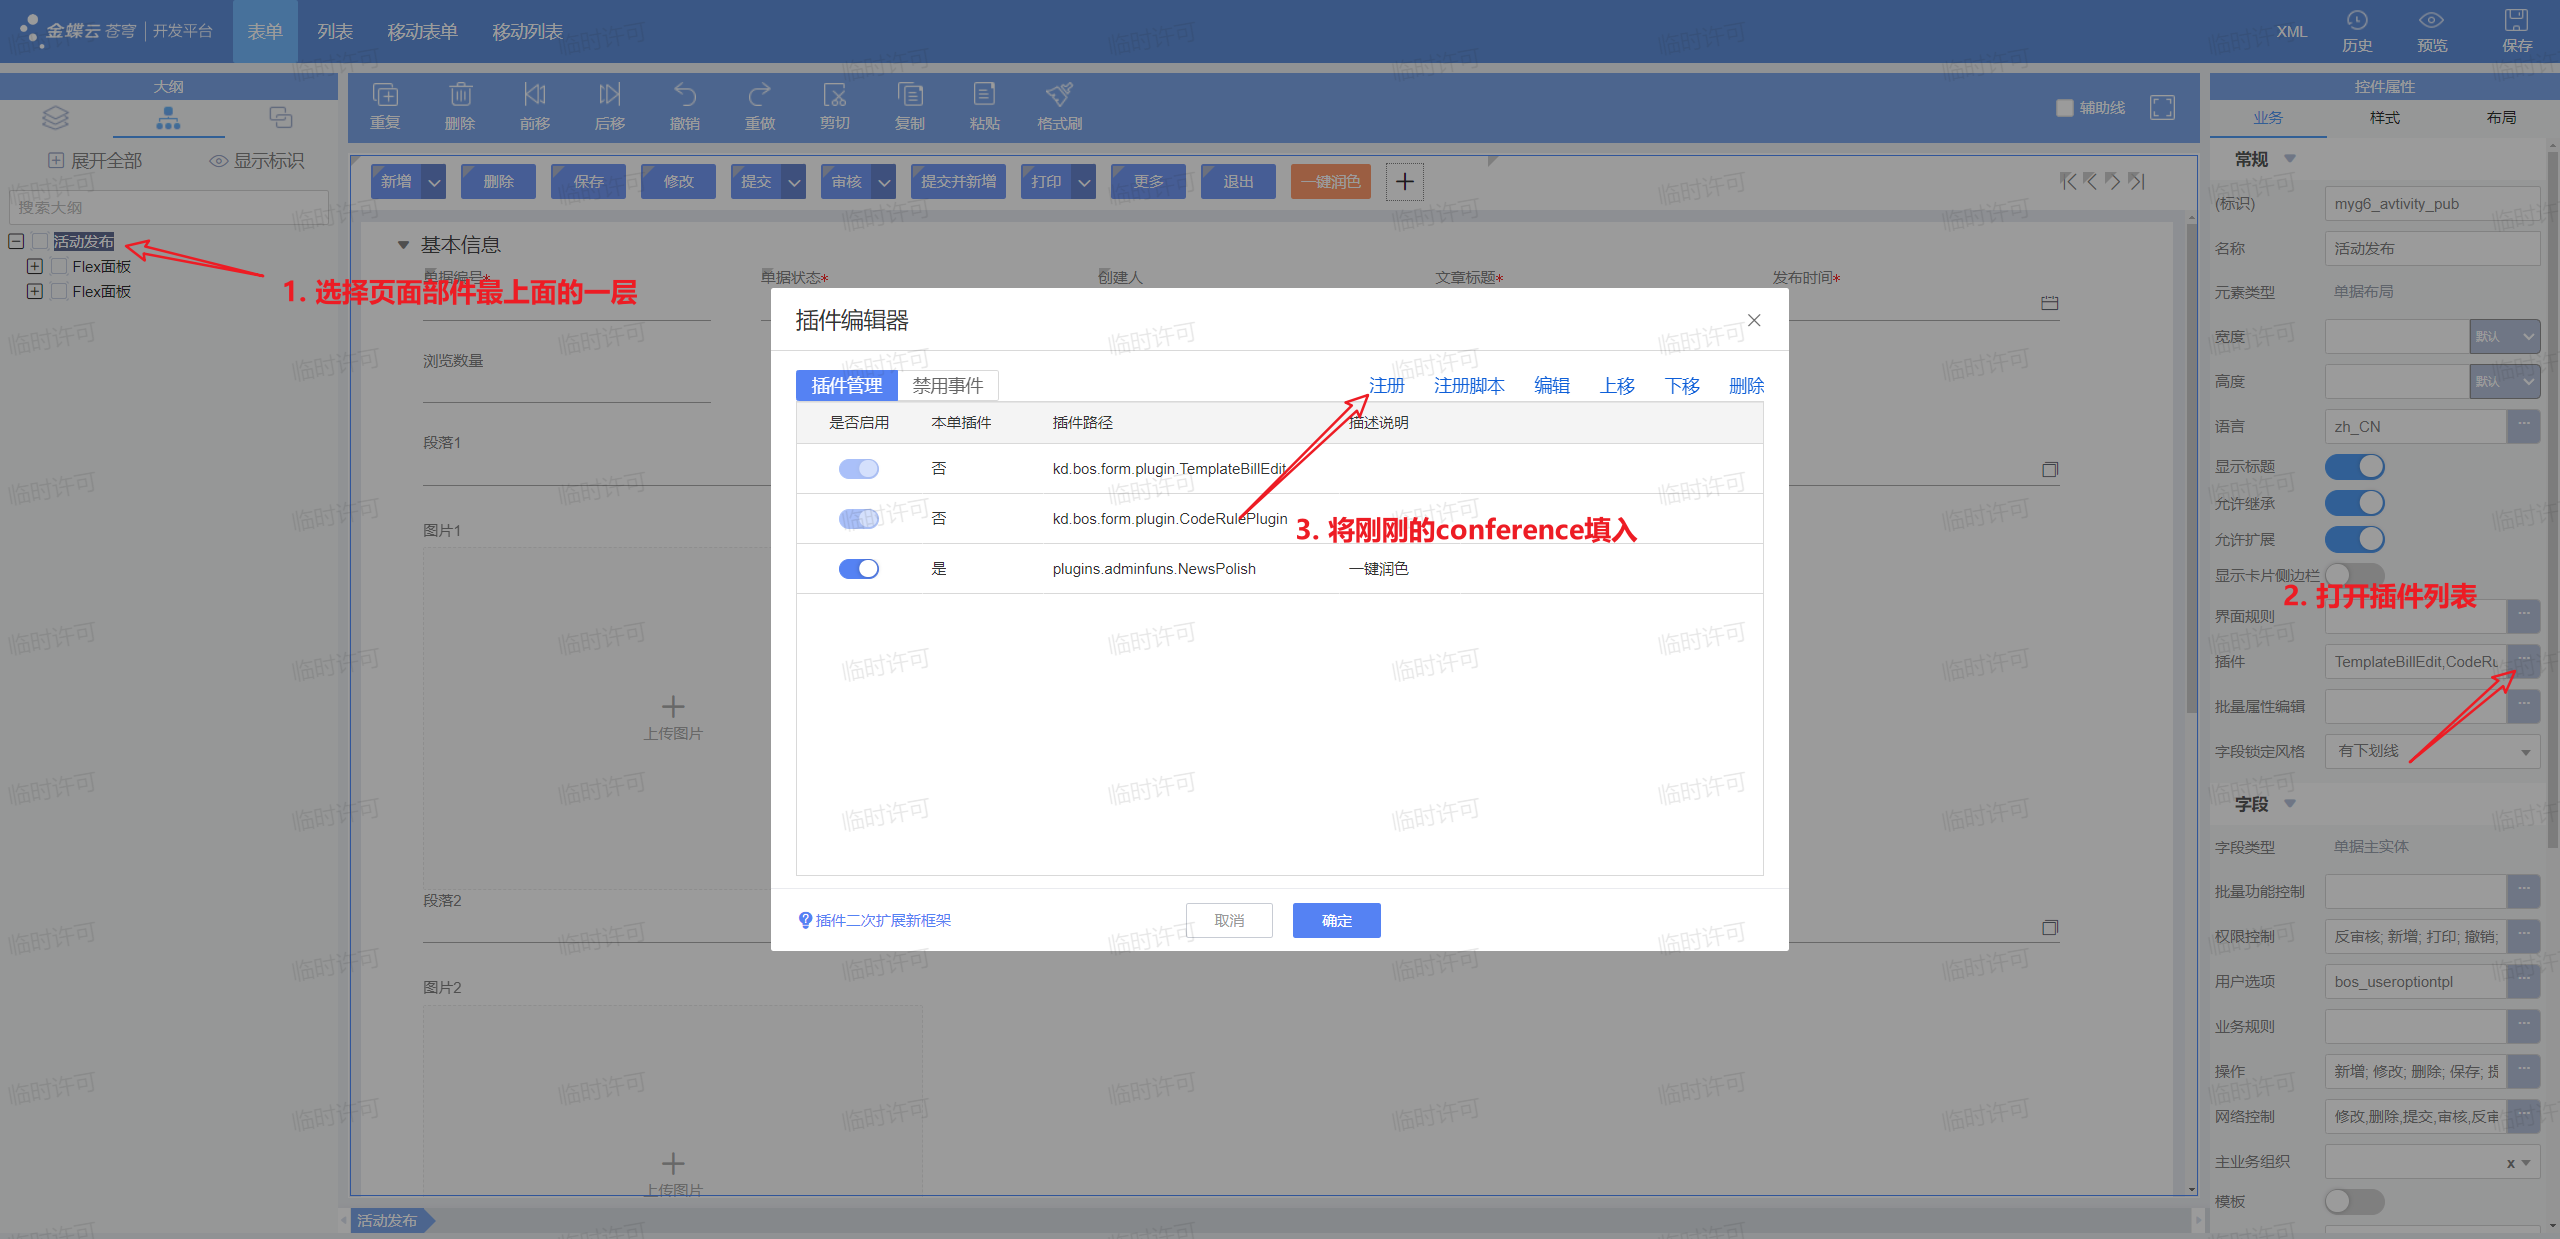 金蝶云 苍穹 | 开发平台 表单 列表 移动表单 移动列表 XML 历史 预览 保存
大纲
展开全部 显示标识
搜索大纲
活动发布
Flex面板
Flex面板
1. 选择页面部件最上面的一层
重复 删除 前移 后移 撤销 重做 剪切 复制 粘贴 格式刷 辅助线
新增 删除 保存 修改 提交 审核 提交并新增 打印 更多 退出 一键润色
基本信息
单据编号* 单据状态* 创建人 文章标题* 发布时间*
浏览数量
段落1
图片1
上传图片
段落2
图片2
上传图片
活动发布
插件编辑器
插件管理 禁用事件 注册 注册脚本 编辑 上移 下移 删除
是否启用 本单插件 插件路径 描述说明
否 kd.bos.form.plugin.TemplateBillEdit
否 kd.bos.form.plugin.CodeRulePlugin
3. 将刚刚的conference填入
是 plugins.adminfuns.NewsPolish 一键润色
插件二次扩展新框架 取消 确定
控件属性
业务 样式 布局
常规
(标识) myg6_avtivity_pub
名称 活动发布
元素类型 单据布局
宽度 默认
高度 默认
语言 zh_CN
显示标题
允许继承
允许扩展
显示卡片侧边栏
2. 打开插件列表
界面规则
插件 TemplateBillEdit,CodeRu
批量属性编辑
字段锁定风格 有下划线
字段
字段类型 单据主实体
批量功能控制
权限控制 反审核; 新增; 打印; 撤销;
用户选项 bos_useroptiontpl
业务规则
操作 新增; 修改; 删除; 保存; 提
网络控制 修改,删除,提交,审核,反审
主业务组织 x
模板
临时许可